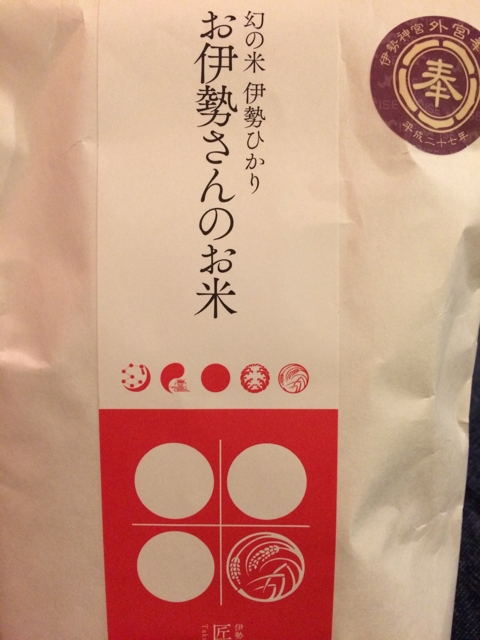 幻の米 伊勢ひかり
お伊勢さんのお米
伊勢神宮外宮奉
奉
平成二十七年
伊勢
匠